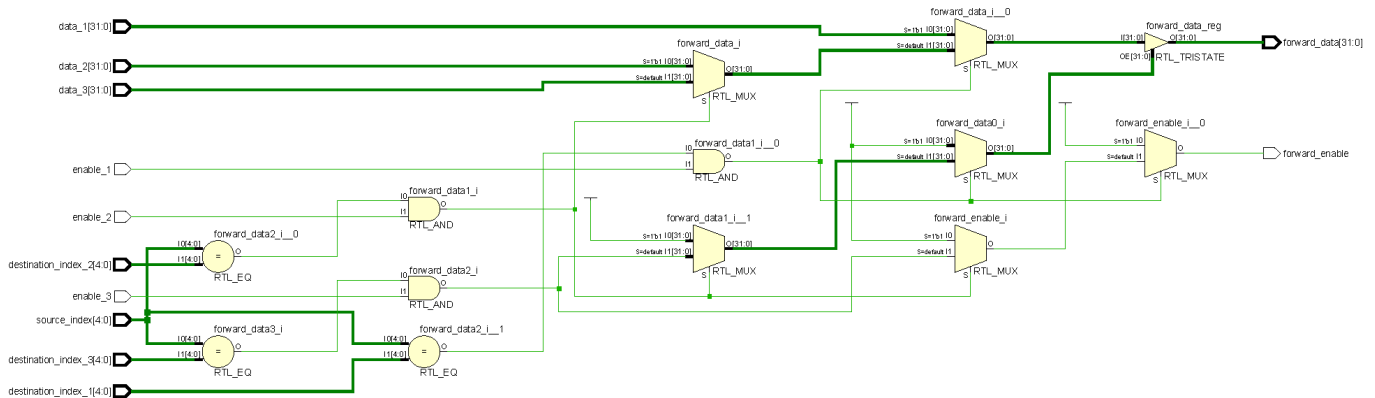 forward_data_i__0
data_1[31:0]
S=1'b1 I0[31:0]
S=default I1[31:0]
O[31:0]
S
RTL_MUX
forward_data_reg
I[31:0]
O[31:0]
OE[31:0]
RTL_TRISTATE
forward_data[31:0]
forward_data_i
data_2[31:0]
data_3[31:0]
S=1'b1 I0[31:0]
S=default I1[31:0]
O[31:0]
S
RTL_MUX
forward_data0_i
S=1'b1 I0[31:0]
S=default I1[31:0]
O[31:0]
S
RTL_MUX
forward_enable_i__0
S=1'b1 I0
S=default I1
O
S
RTL_MUX
forward_enable
forward_data1_i__0
enable_1
I0
I1
O
RTL_AND
forward_data1_i
enable_2
I0
I1
O
RTL_AND
forward_data1_i__1
S=1'b1 I0[31:0]
S=default I1[31:0]
O[31:0]
S
RTL_MUX
forward_enable_i
S=1'b1 I0
S=default I1
O
S
RTL_MUX
forward_data2_i__0
I0[4:0]
I1[4:0]
=
O
RTL_EQ
destination_index_2[4:0]
forward_data2_i
enable_3
I0
I1
O
RTL_AND
source_index[4:0]
forward_data3_i
I0[4:0]
I1[4:0]
=
O
RTL_EQ
destination_index_3[4:0]
forward_data2_i__1
I0[4:0]
I1[4:0]
=
O
RTL_EQ
destination_index_1[4:0]